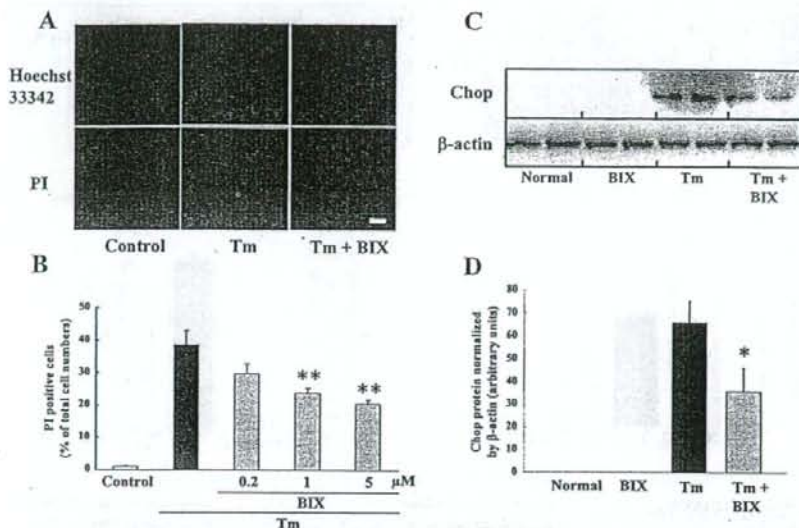 A
Hoechst
33342
PI
Control Tm Tm + BIX
B
PI positive cells
(% of total cell numbers)
50
40
30
20
10
0
**
**
Control 0.2 1 5 μM
BIX
Tm
C
Chop
β-actin
Normal BIX Tm Tm +
BIX
D
Chop protein normalized
by β-actin (arbitrary units)
80
70
60
50
40
30
20
10
0
*
Normal BIX Tm Tm +
BIX